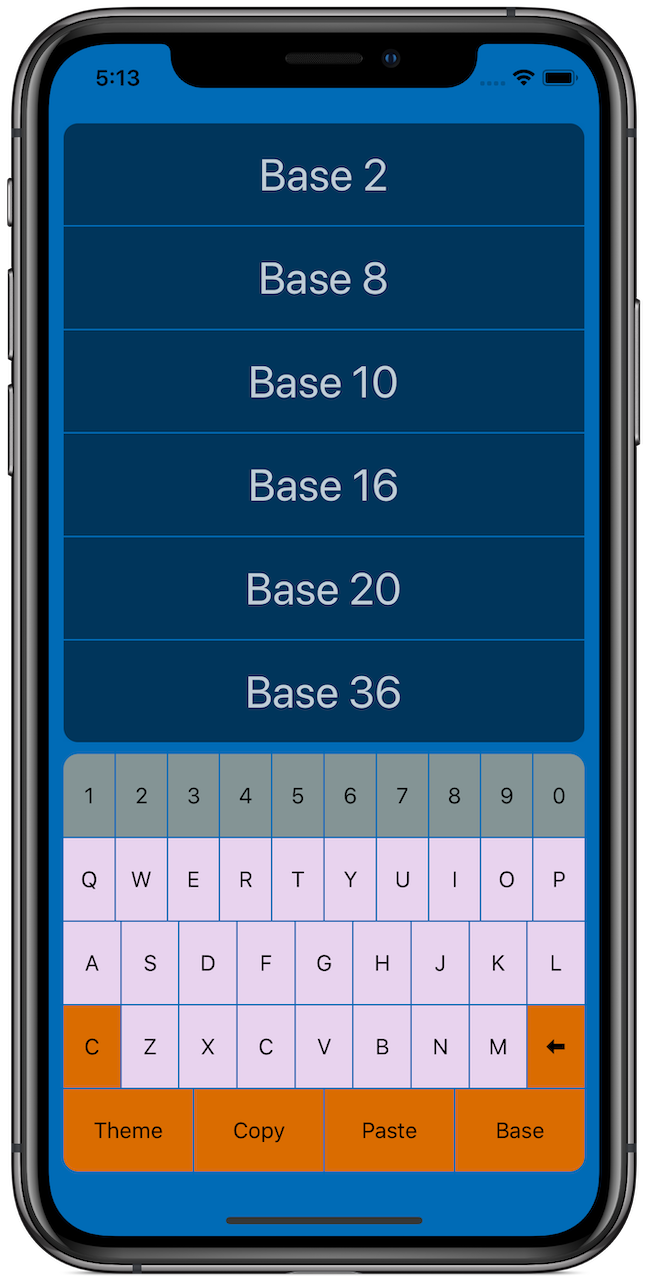 5:13
Base 2
Base 8
Base 10
Base 16
Base 20
Base 36
1 2 3 4 5 6 7 8 9 0
Q W E R T Y U I O P
A S D F G H J K L
C Z X C V B N M
Theme Copy Paste Base